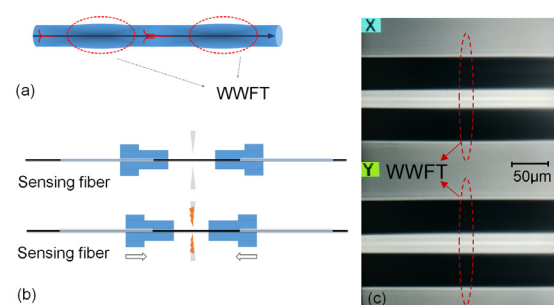 (a)
WWFT
Sensing fiber
Sensing fiber
(b)
X
Y
WWFT
50μm
(c)